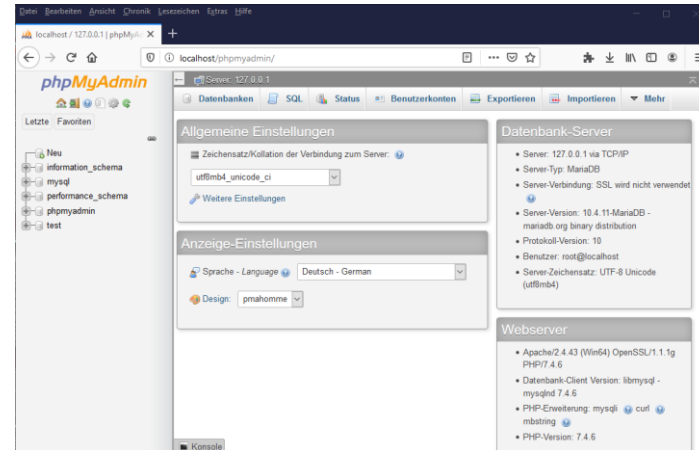 Datei Bearbeiten Ansicht Chronik Lesezeichen Extras Hilfe
localhost / 127.0.0.1 | phpMyAd
localhost/phpmyadmin/
phpMyAdmin
Letzte Favoriten
Neu
information_schema
mysql
performance_schema
phpmyadmin
test
Server: 127.0.0.1
Datenbanken SQL Status Benutzerkonten Exportieren Importieren Mehr
Allgemeine Einstellungen
Zeichensatz/Kollation der Verbindung zum Server:
utf8mb4_unicode_ci
Weitere Einstellungen
Anzeige-Einstellungen
Sprache - Language Deutsch - German
Design: pmahomme
Datenbank-Server
Server: 127.0.0.1 via TCP/IP
Server-Typ: MariaDB
Server-Verbindung: SSL wird nicht verwendet
Server-Version: 10.4.11-MariaDB -
mariadb.org binary distribution
Protokoll-Version: 10
Benutzer: root@localhost
Server-Zeichensatz: UTF-8 Unicode
(utf8mb4)
Webserver
Apache/2.4.43 (Win64) OpenSSL/1.1.1g
PHP/7.4.6
Datenbank-Client Version: libmysql -
mysqlnd 7.4.6
PHP-Erweiterung: mysqli curl
mbstring
PHP-Version: 7.4.6
Konsole